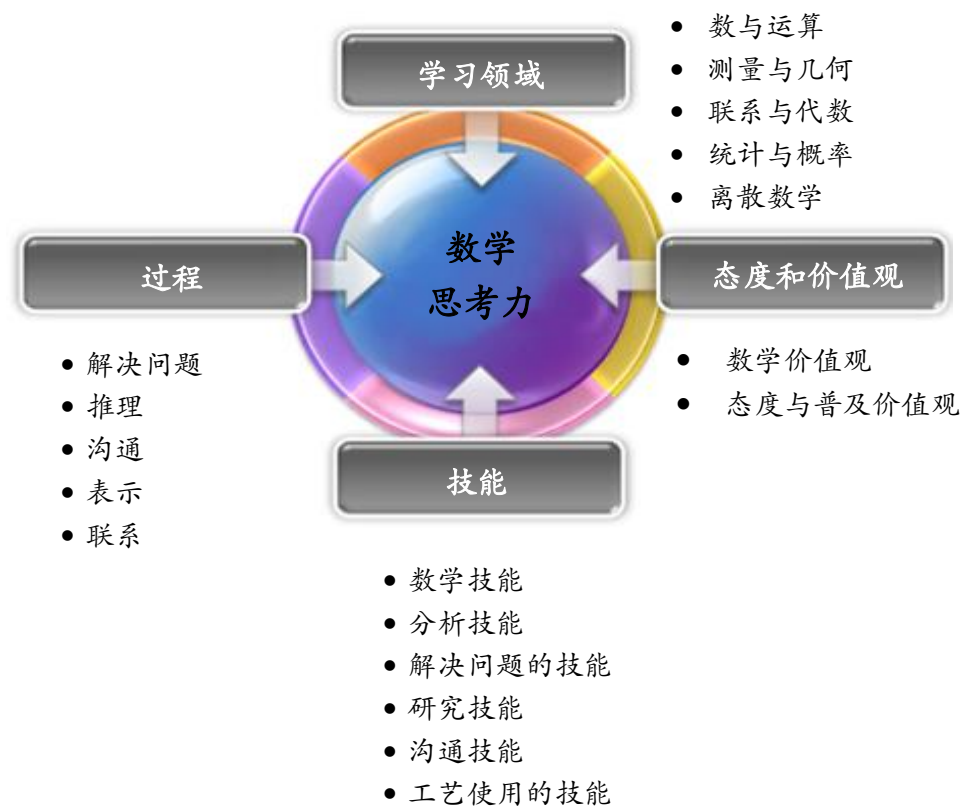 学习领域
• 数与运算
• 测量与几何
• 联系与代数
• 统计与概率
• 离散数学
数学
思考力
过程
• 解决问题
• 推理
• 沟通
• 表示
• 联系
态度和价值观
• 数学价值观
• 态度与普及价值观
技能
• 数学技能
• 分析技能
• 解决问题的技能
• 研究技能
• 沟通技能
• 工艺使用的技能